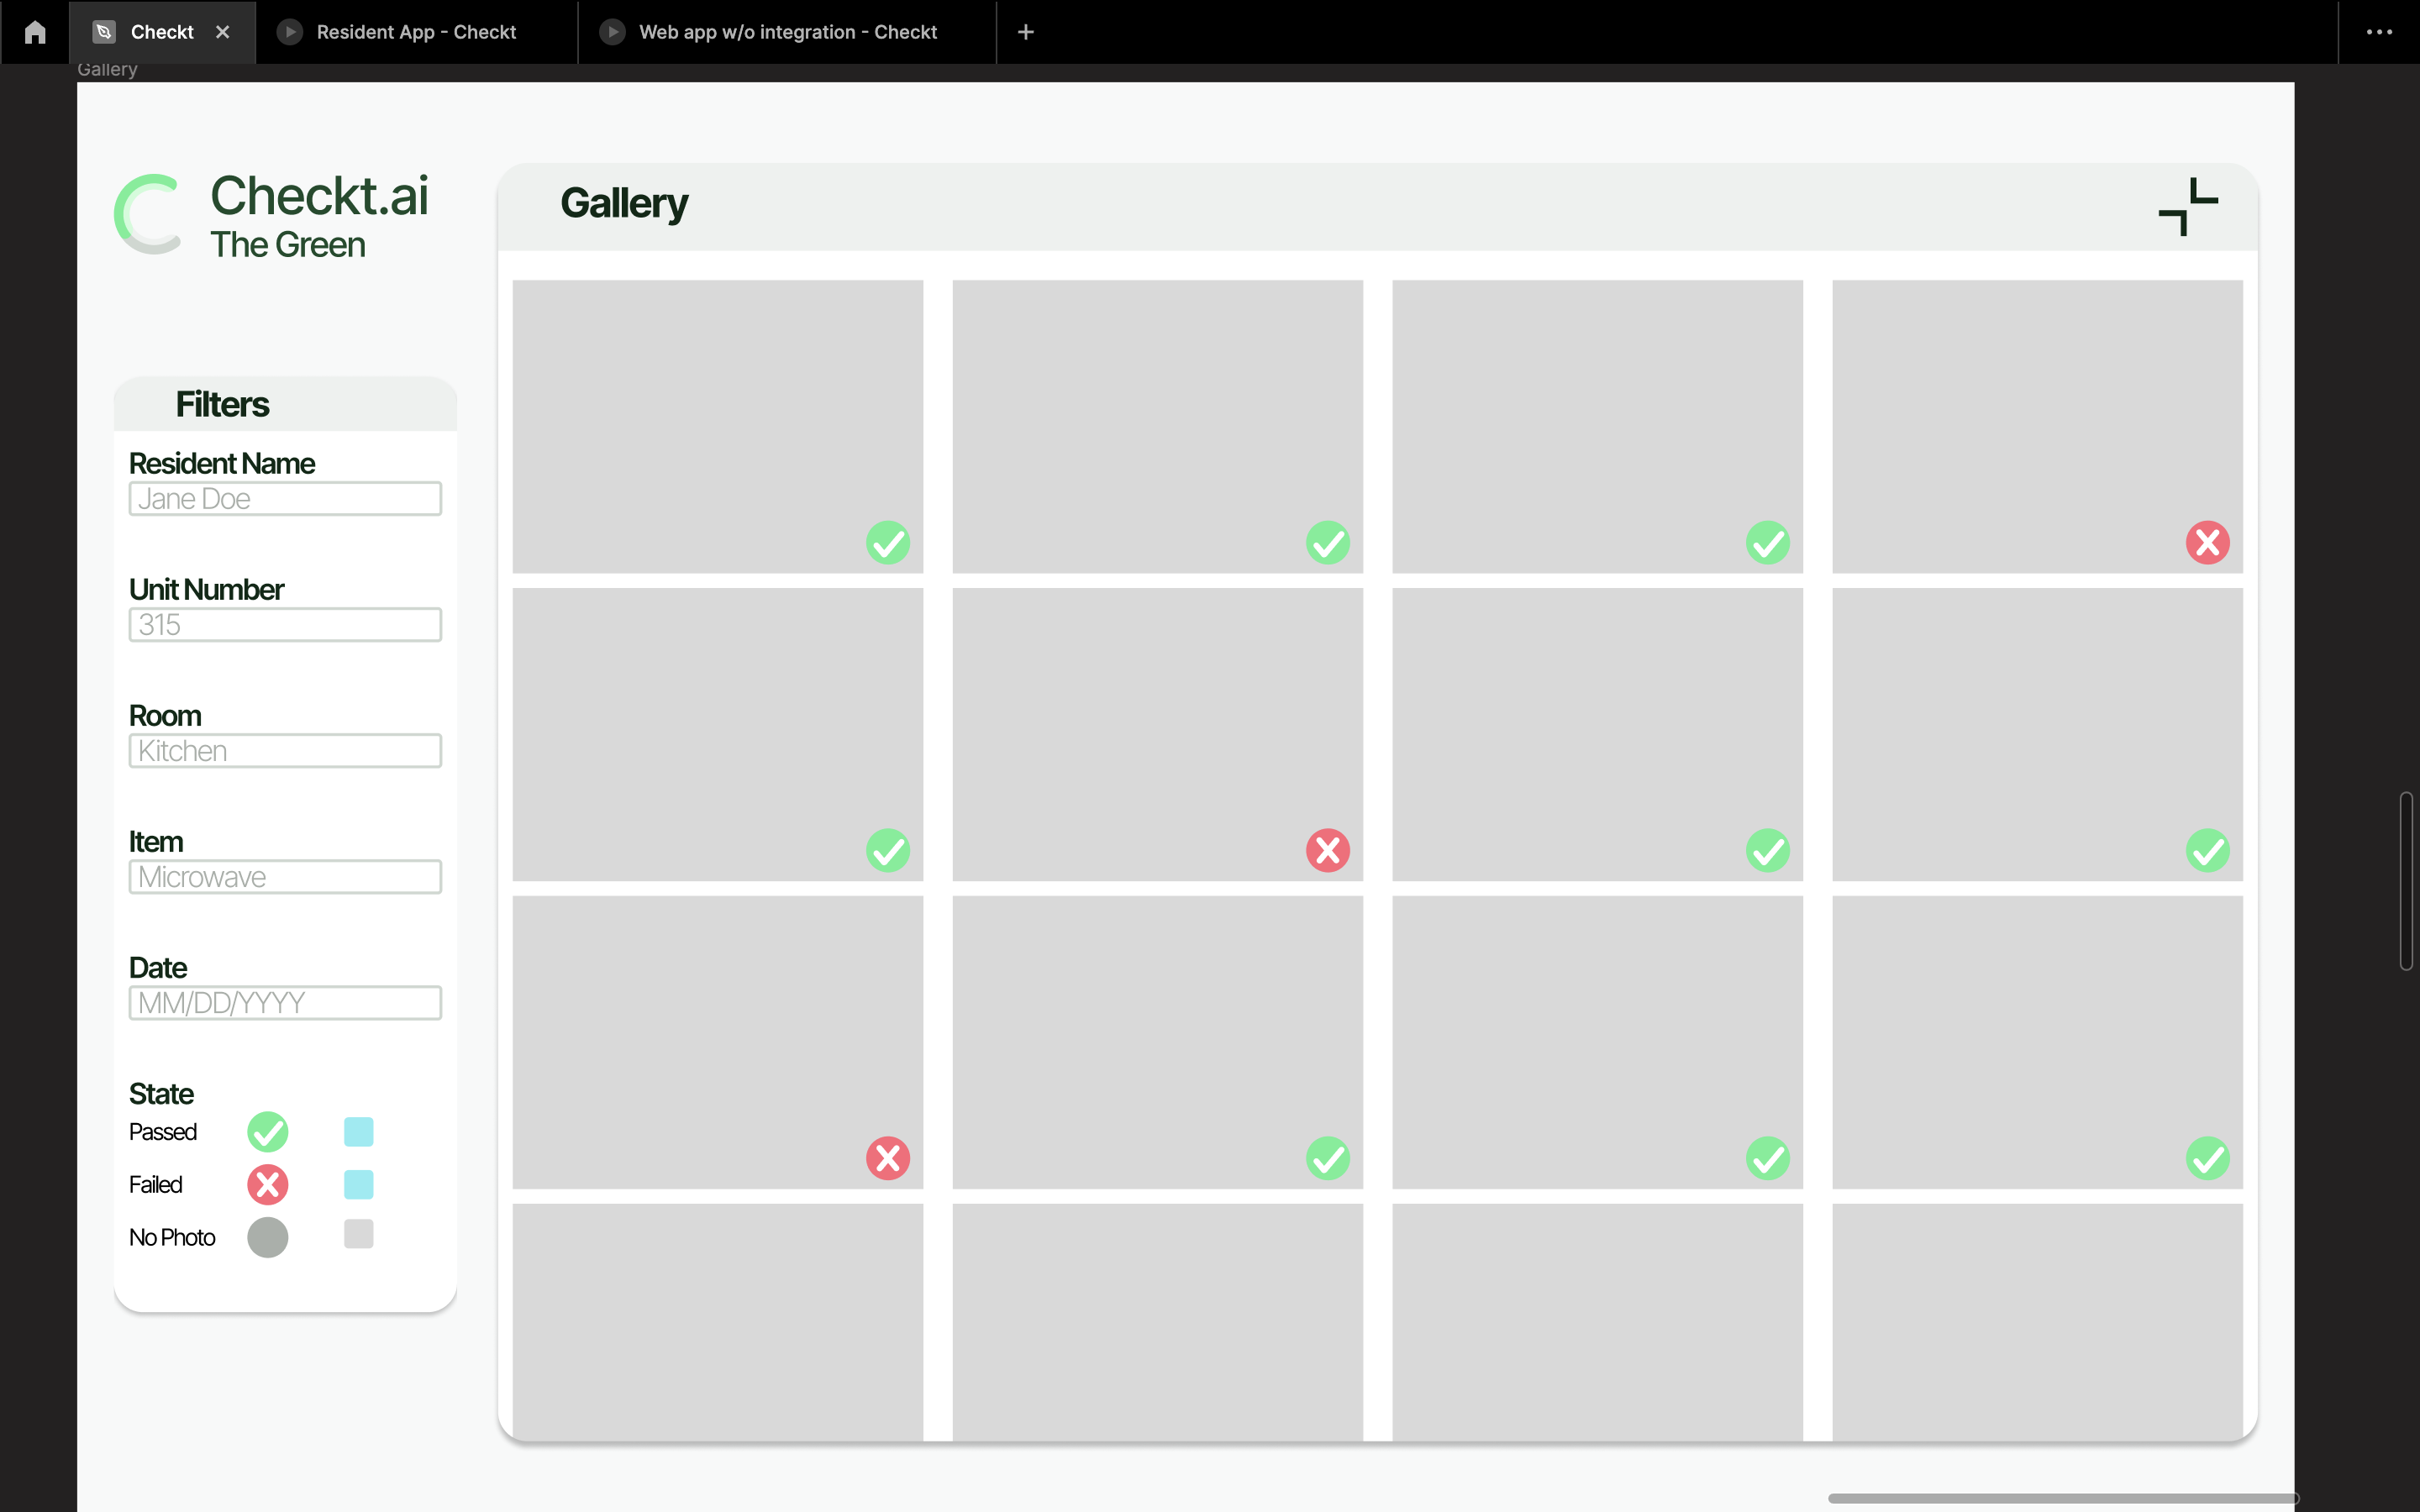 Checkt
Resident App - Checkt
Web app w/o integration - Checkt
Gallery
Checkt.ai
The Green
Gallery
Filters
Resident Name
Jane Doe
Unit Number
315
Room
Kitchen
Item
Microwave
Date
MM/DD/YYYY
State
Passed
Failed
No Photo